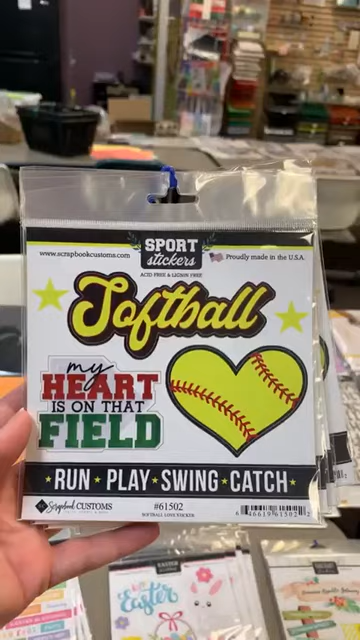 SPORT
stickers
www.scrapbookcustoms.com
Proudly made in the U.S.A.
ACID FREE & LIGNIN FREE
Softball
my
HEART
IS ON THAT
FIELD
RUN PLAY SWING CATCH
Scrapbook CUSTOMS
#61502
SOFTBALL LOVE STICKER
Easter